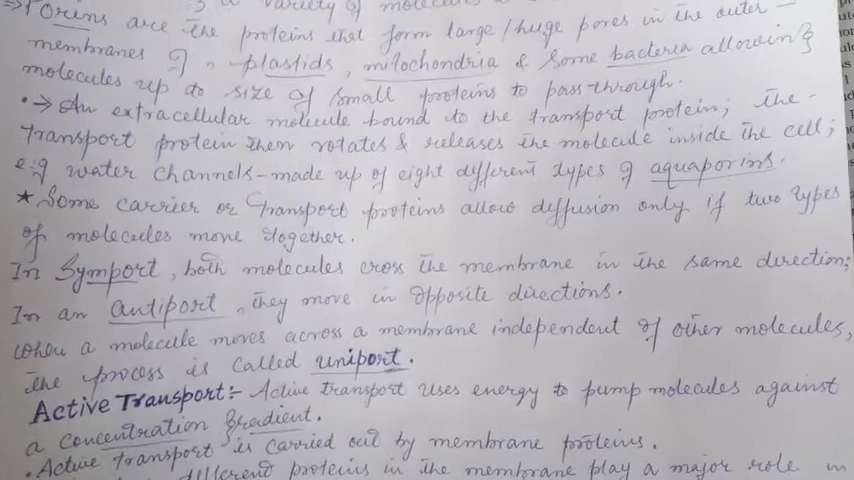 a variety of molecules
→ Porins are the proteins that form large/huge pores in the outer
membranes of plastids, mitochondria & some bacteria allowing
molecules up to size of small proteins to pass through.
• → An extracellular molecule bound to the transport protein; the
transport protein then rotates & releases the molecule inside the cell;
e.g water channels - made up of eight different types of aquaporins.
★ Some carrier or transport proteins allow diffusion only if two types
of molecules move together.
In Symport, both molecules cross the membrane in the same direction;
In an antiport, they move in opposite directions.
When a molecule moves across a membrane independent of other molecules,
the process is called uniport.
Active Transport:- Active transport uses energy to pump molecules against
a concentration gradient.
• Active transport is carried out by membrane proteins.
different proteins in the membrane play a major role in